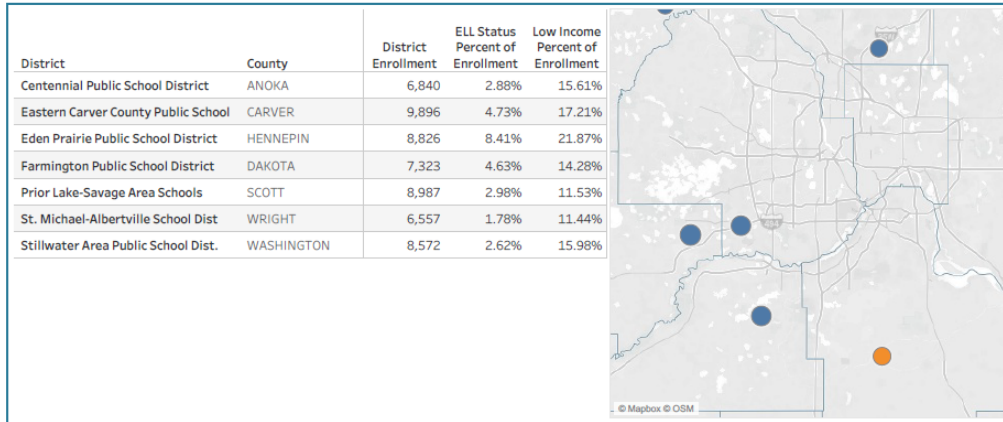 ELL Status Low Income
District Percent of Percent of
District County Enrollment Enrollment Enrollment
Centennial Public School District ANOKA 6,840 2.88% 15.61%
Eastern Carver County Public School CARVER 9,896 4.73% 17.21%
Eden Prairie Public School District HENNEPIN 8,826 8.41% 21.87%
Farmington Public School District DAKOTA 7,323 4.63% 14.28%
Prior Lake-Savage Area Schools SCOTT 8,987 2.98% 11.53%
St. Michael-Albertville School Dist WRIGHT 6,557 1.78% 11.44%
Stillwater Area Public School Dist. WASHINGTON 8,572 2.62% 15.98%
© Mapbox © OSM